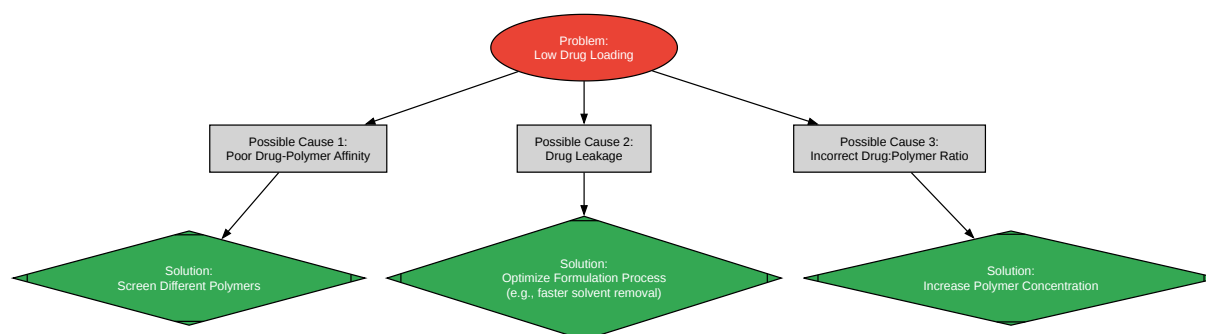 Problem:
Low Drug Loading
Possible Cause 1:
Poor Drug-Polymer Affinity
Possible Cause 2:
Drug Leakage
Possible Cause 3:
Incorrect Drug:Polymer Ratio
Solution:
Screen Different Polymers
Solution:
Optimize Formulation Process
(e.g., faster solvent removal)
Solution:
Increase Polymer Concentration